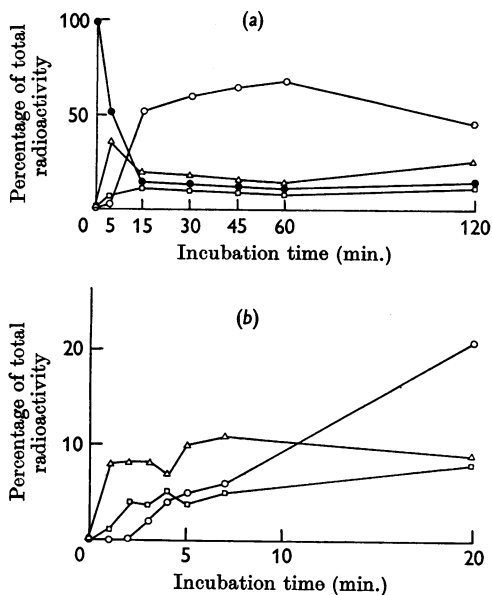 (a)
100
50
0 5 15 30 45 60 120
Percentage of total
radioactivity
Incubation time (min.)
(b)
20
10
0 5 10 20
Percentage of total
radioactivity
Incubation time (min.)